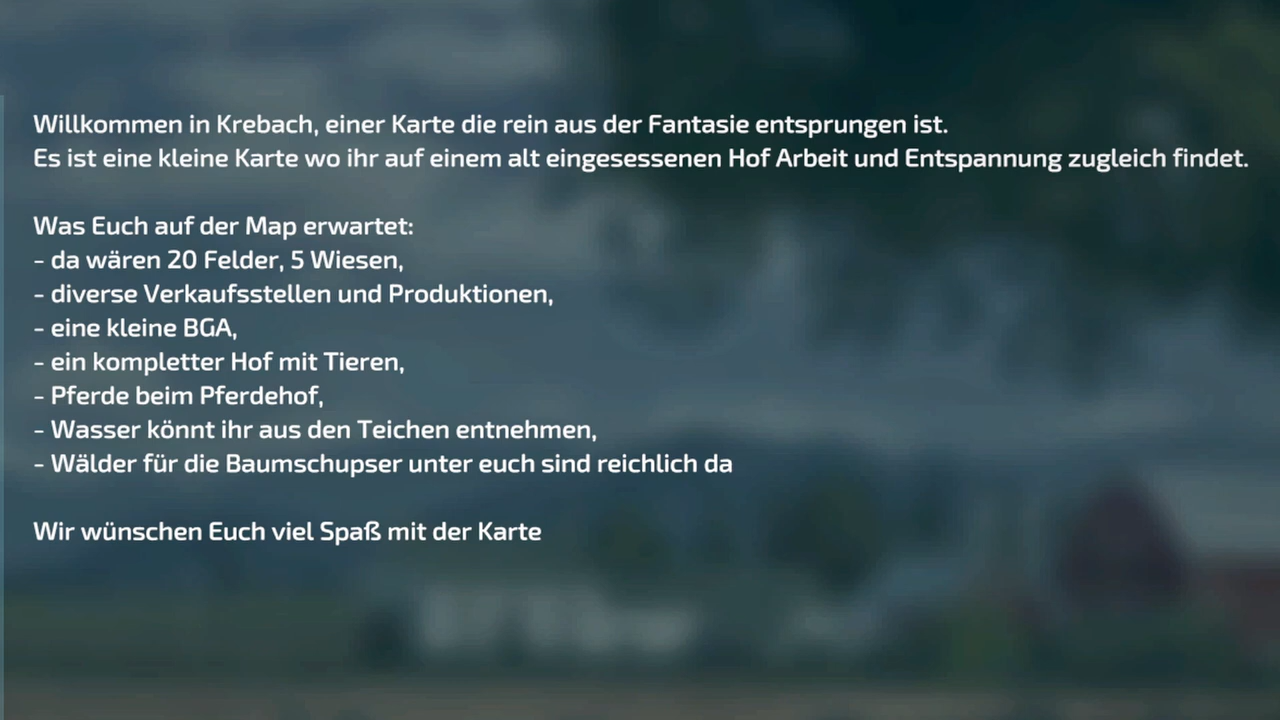 Willkommen in Krebach, einer Karte die rein aus der Fantasie entsprungen ist.
Es ist eine kleine Karte wo ihr auf einem alt eingesessenen Hof Arbeit und Entspannung zugleich findet.
Was Euch auf der Map erwartet:
- da wären 20 Felder, 5 Wiesen,
- diverse Verkaufsstellen und Produktionen,
- eine kleine BGA,
- ein kompletter Hof mit Tieren,
- Pferde beim Pferdehof,
- Wasser könnt ihr aus den Teichen entnehmen,
- Wälder für die Baumschupser unter euch sind reichlich da
Wir wünschen Euch viel Spaß mit der Karte